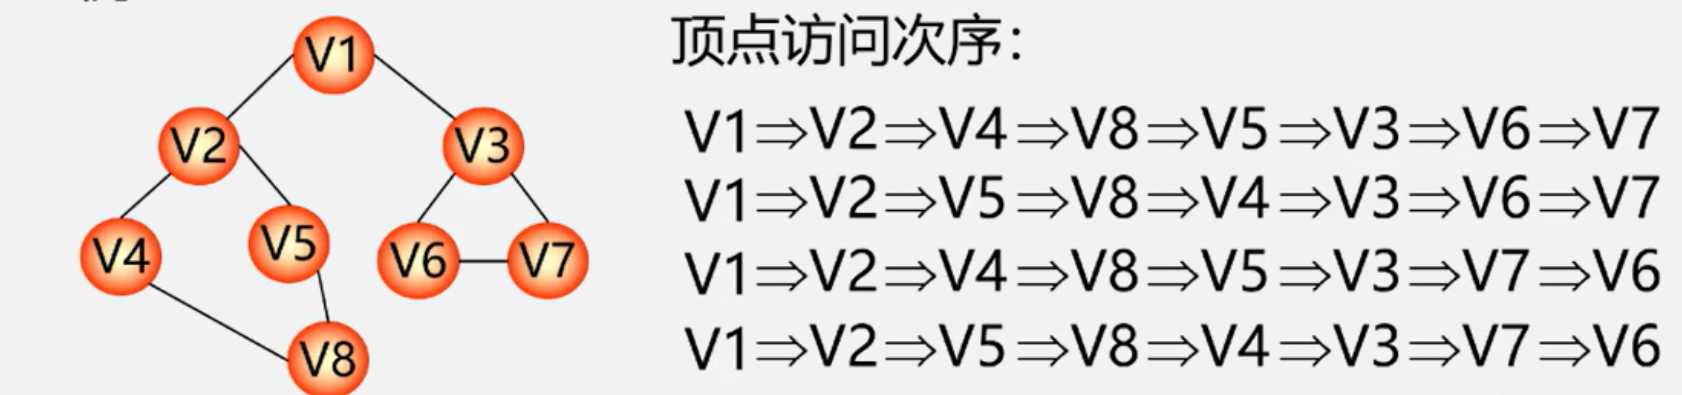 V1
V2
V3
V4
V5
V6
V7
V8
顶点访问次序：
V1⇒V2⇒V4⇒V8⇒V5⇒V3⇒V6⇒V7
V1⇒V2⇒V5⇒V8⇒V4⇒V3⇒V6⇒V7
V1⇒V2⇒V4⇒V8⇒V5⇒V3⇒V7⇒V6
V1⇒V2⇒V5⇒V8⇒V4⇒V3⇒V7⇒V6